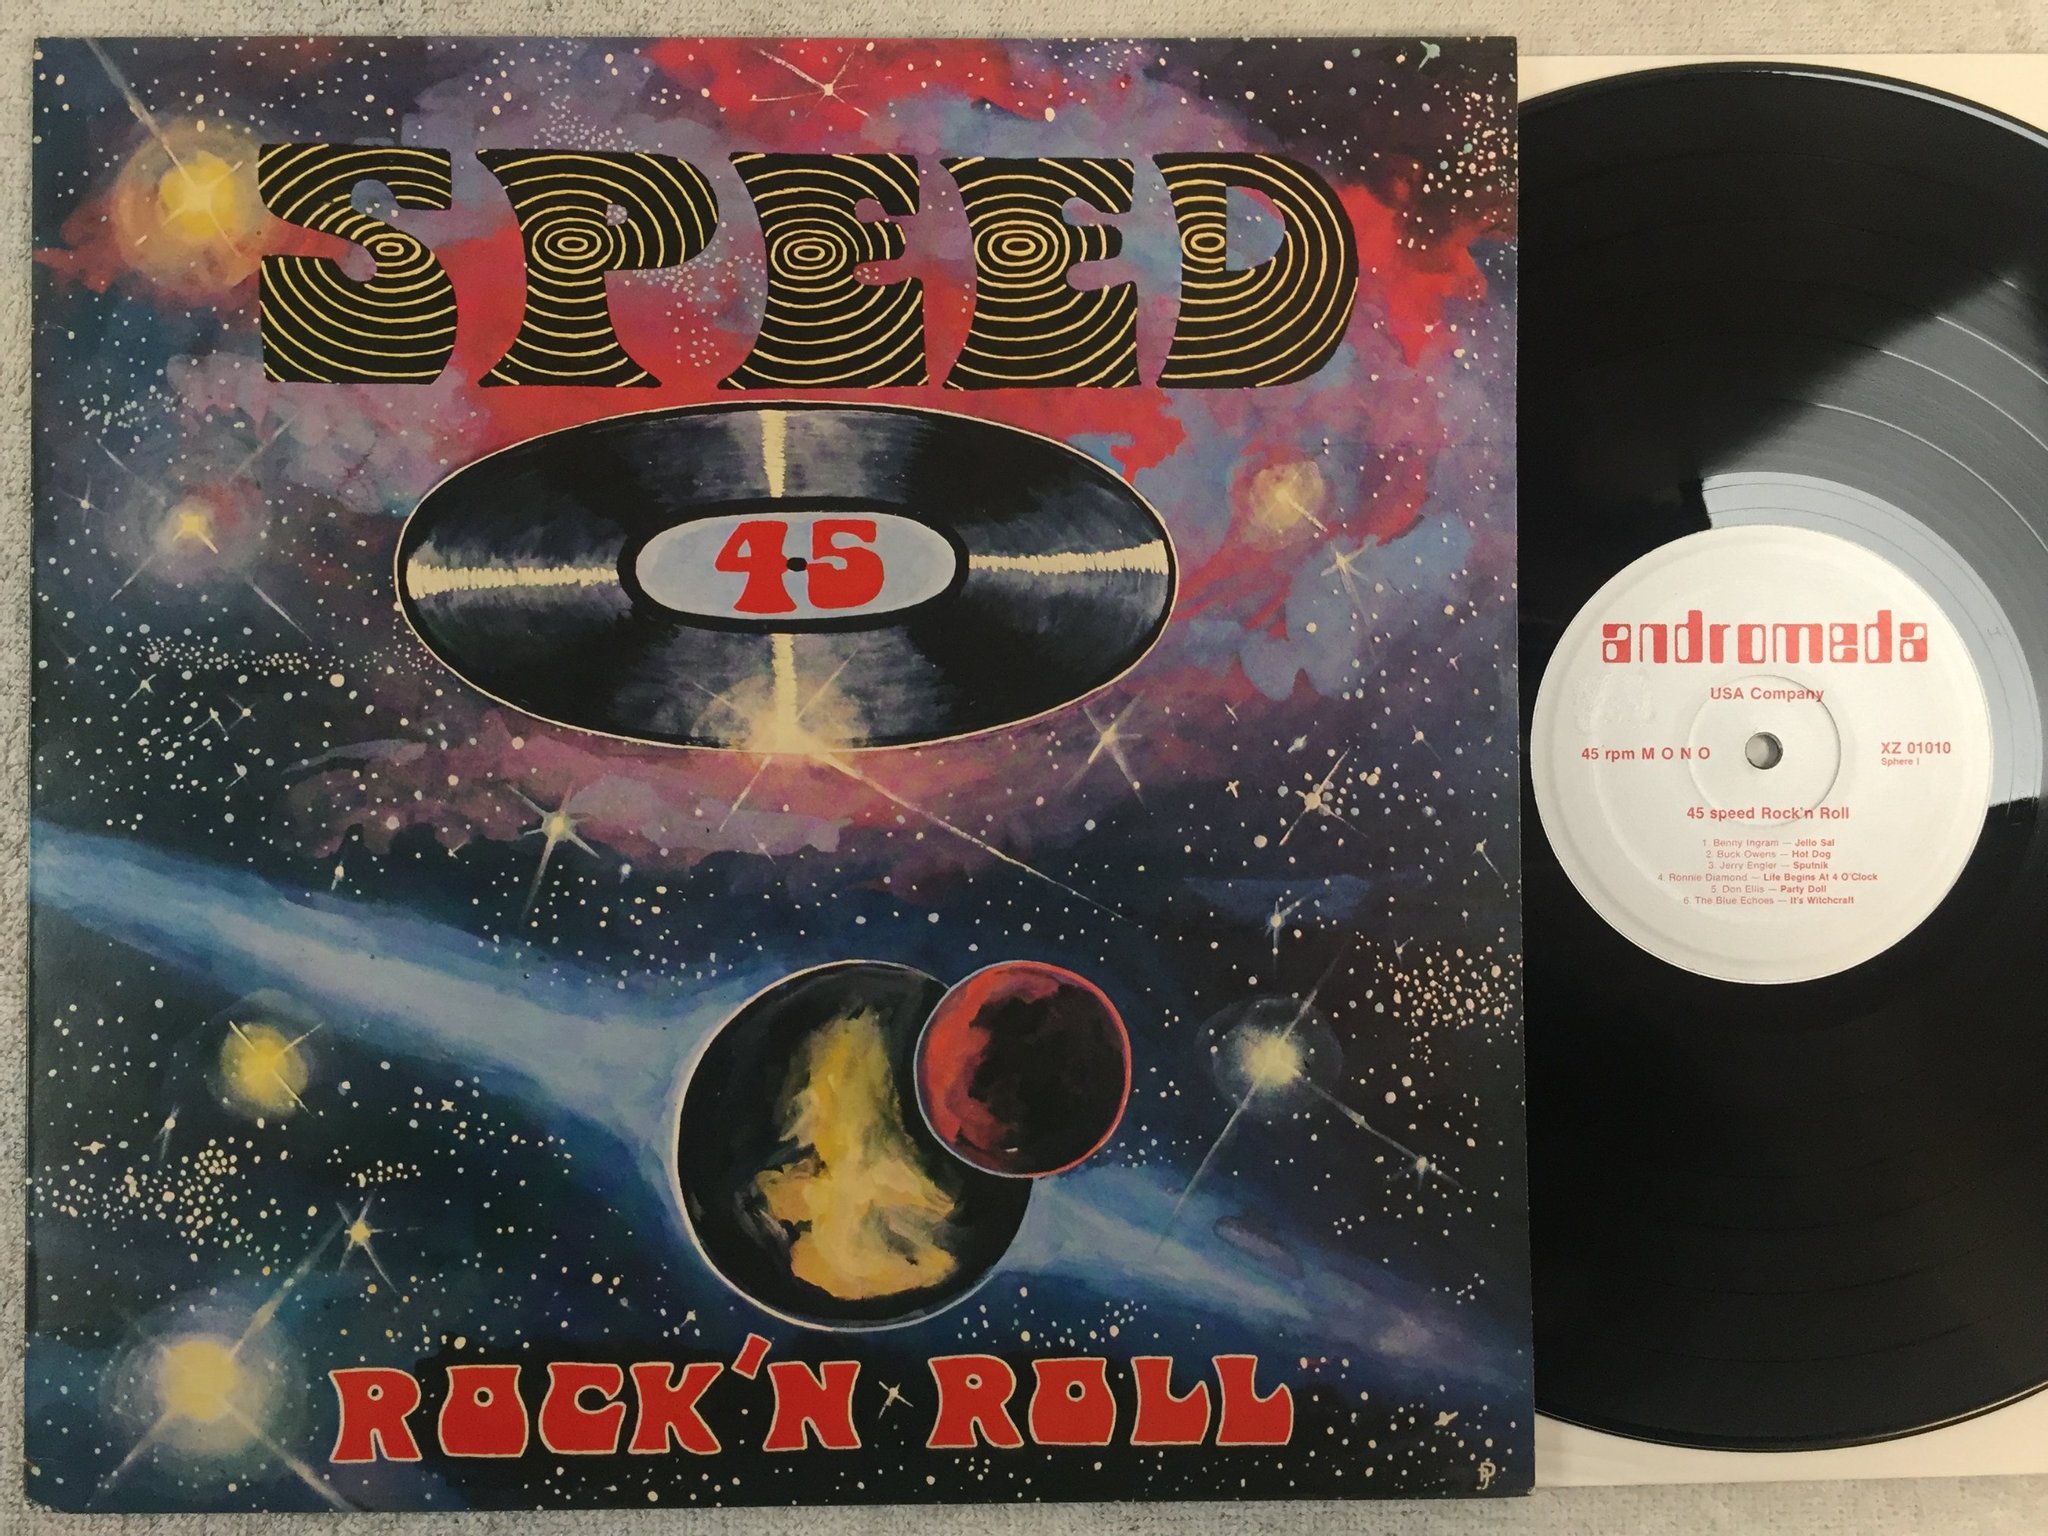 SPEED
45
ROCK'N ROLL
andromeda
USA Company
45 rpm M O N O
XZ 01010
Sphere I
45 speed Rock'n Roll
1. Benny Ingram — Jello Sal
2. Buck Owens — Hot Dog
3. Jerry Engler — Sputnik
4. Ronnie Diamond — Life Begins At 4 O'Clock
5. Don Ellis — Party Doll
6. The Blue Echoes — It's Witchcraft